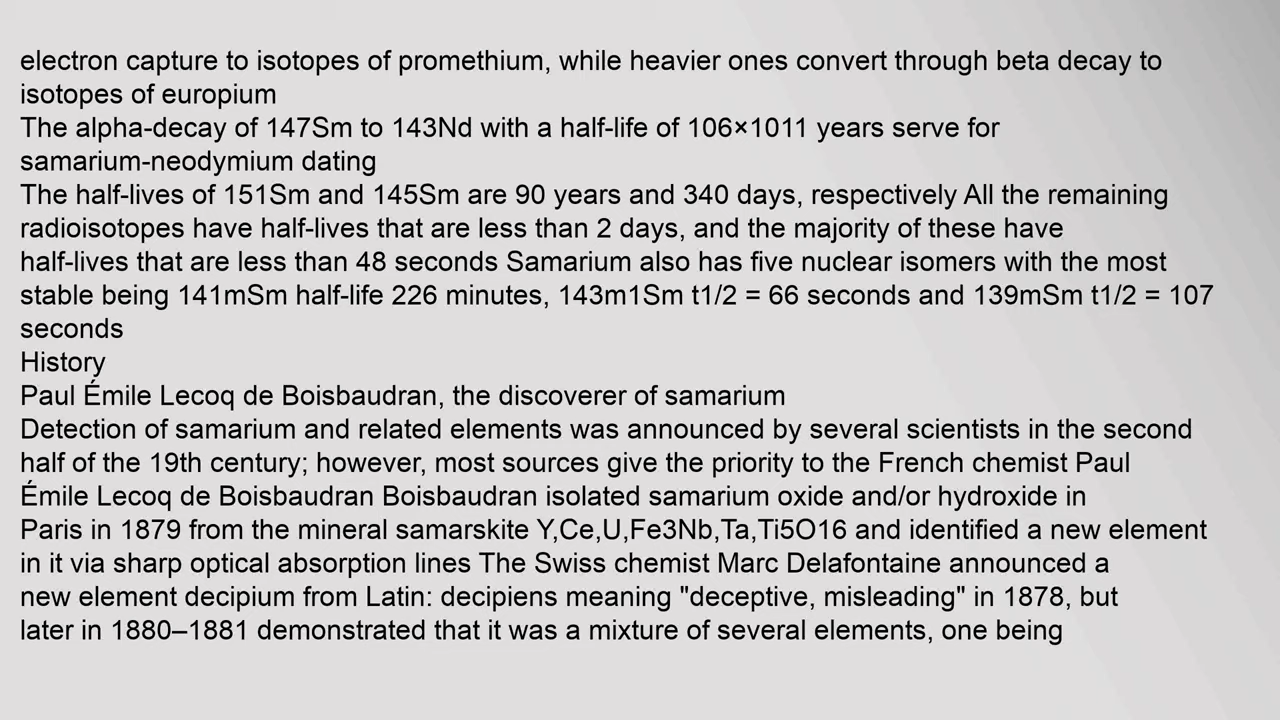 electron capture to isotopes of promethium, while heavier ones convert through beta decay to
isotopes of europium
The alpha-decay of 147Sm to 143Nd with a half-life of 106×1011 years serve for
samarium-neodymium dating
The half-lives of 151Sm and 145Sm are 90 years and 340 days, respectively All the remaining
radioisotopes have half-lives that are less than 2 days, and the majority of these have
half-lives that are less than 48 seconds Samarium also has five nuclear isomers with the most
stable being 141mSm half-life 226 minutes, 143m1Sm t1/2 = 66 seconds and 139mSm t1/2 = 107
seconds
History
Paul Émile Lecoq de Boisbaudran, the discoverer of samarium
Detection of samarium and related elements was announced by several scientists in the second
half of the 19th century; however, most sources give the priority to the French chemist Paul
Émile Lecoq de Boisbaudran Boisbaudran isolated samarium oxide and/or hydroxide in
Paris in 1879 from the mineral samarskite Y,Ce,U,Fe3Nb,Ta,Ti5O16 and identified a new element
in it via sharp optical absorption lines The Swiss chemist Marc Delafontaine announced a
new element decipium from Latin: decipiens meaning "deceptive, misleading" in 1878, but
later in 1880–1881 demonstrated that it was a mixture of several elements, one being